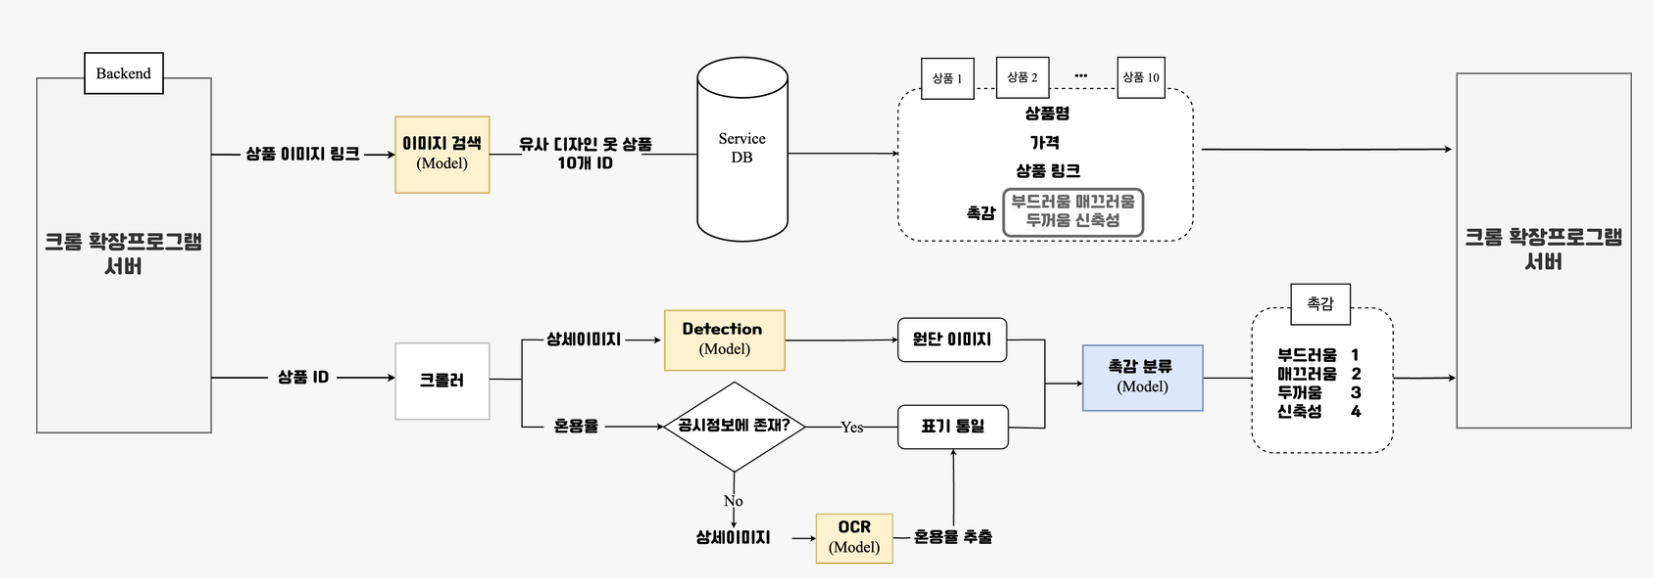 Backend
크롬 확장프로그램
서버
상품 이미지 링크
이미지 검색
(Model)
유사 디자인 옷 상품
10개 ID
Service
DB
상품 1
상품 2
...
상품 10
상품명
가격
상품 링크
촉감
부드러움 매끄러움
두꺼움 신축성
크롬 확장프로그램
서버
상품 ID
크롤러
상세이미지
Detection
(Model)
원단 이미지
혼용율
공시정보에 존재?
Yes
표기 통일
No
상세이미지
OCR
(Model)
혼용율 추출
촉감 분류
(Model)
촉감
부드러움 1
매끄러움 2
두꺼움 3
신축성 4